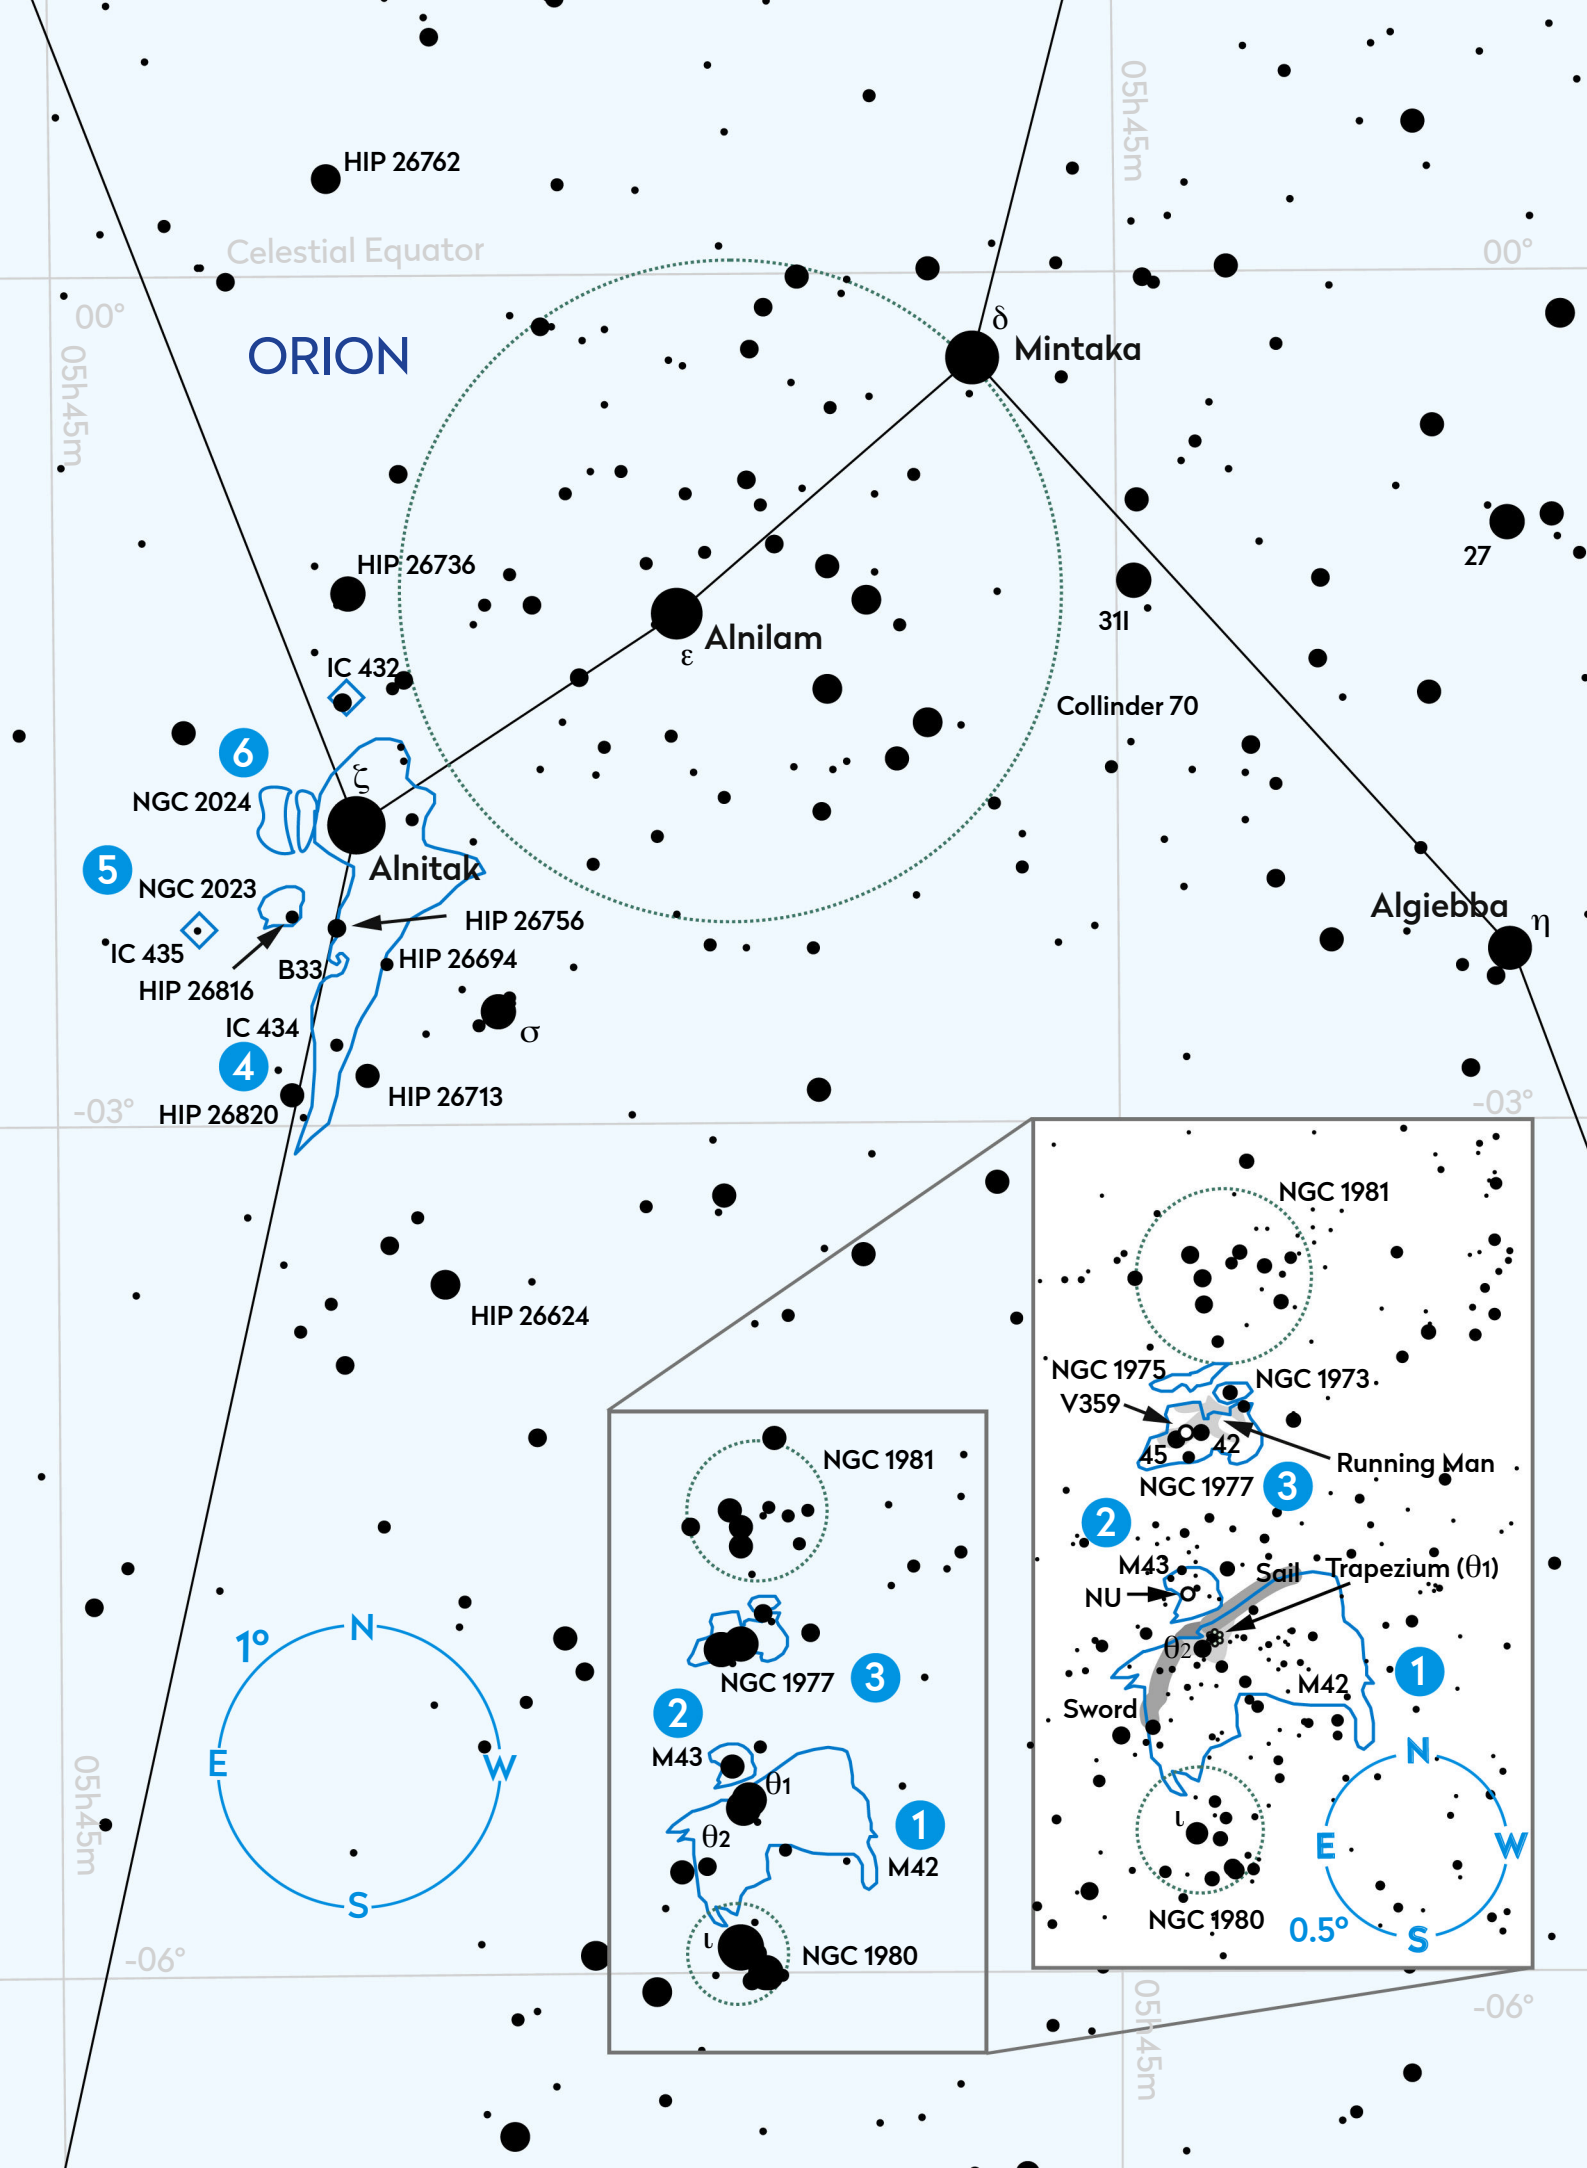 05h45m
HIP 26762
Celestial Equator
00°
00°
ORION
δ
Mintaka
05h45m
27
HIP 26736
31I
Alnilam
ε
IC 432
Collinder 70
6
ζ
NGC 2024
5
Alnitak
NGC 2023
Algiebba
η
HIP 26756
IC 435
HIP 26694
B33
HIP 26816
IC 434
σ
4
HIP 26713
HIP 26820
-03°
-03°
NGC 1981
HIP 26624
NGC 1975
NGC 1973
V359
42
45
Running Man
NGC 1977
3
2
M43
Sail
Trapezium (θ1)
NU
θ2
M42
1
Sword
N
E
W
S
0.5°
ι
NGC 1980
NGC 1981
NGC 1977
3
2
M43
θ1
θ2
1
M42
ι
NGC 1980
1°
N
E
W
S
05h45m
-06°
-06°
05h45m